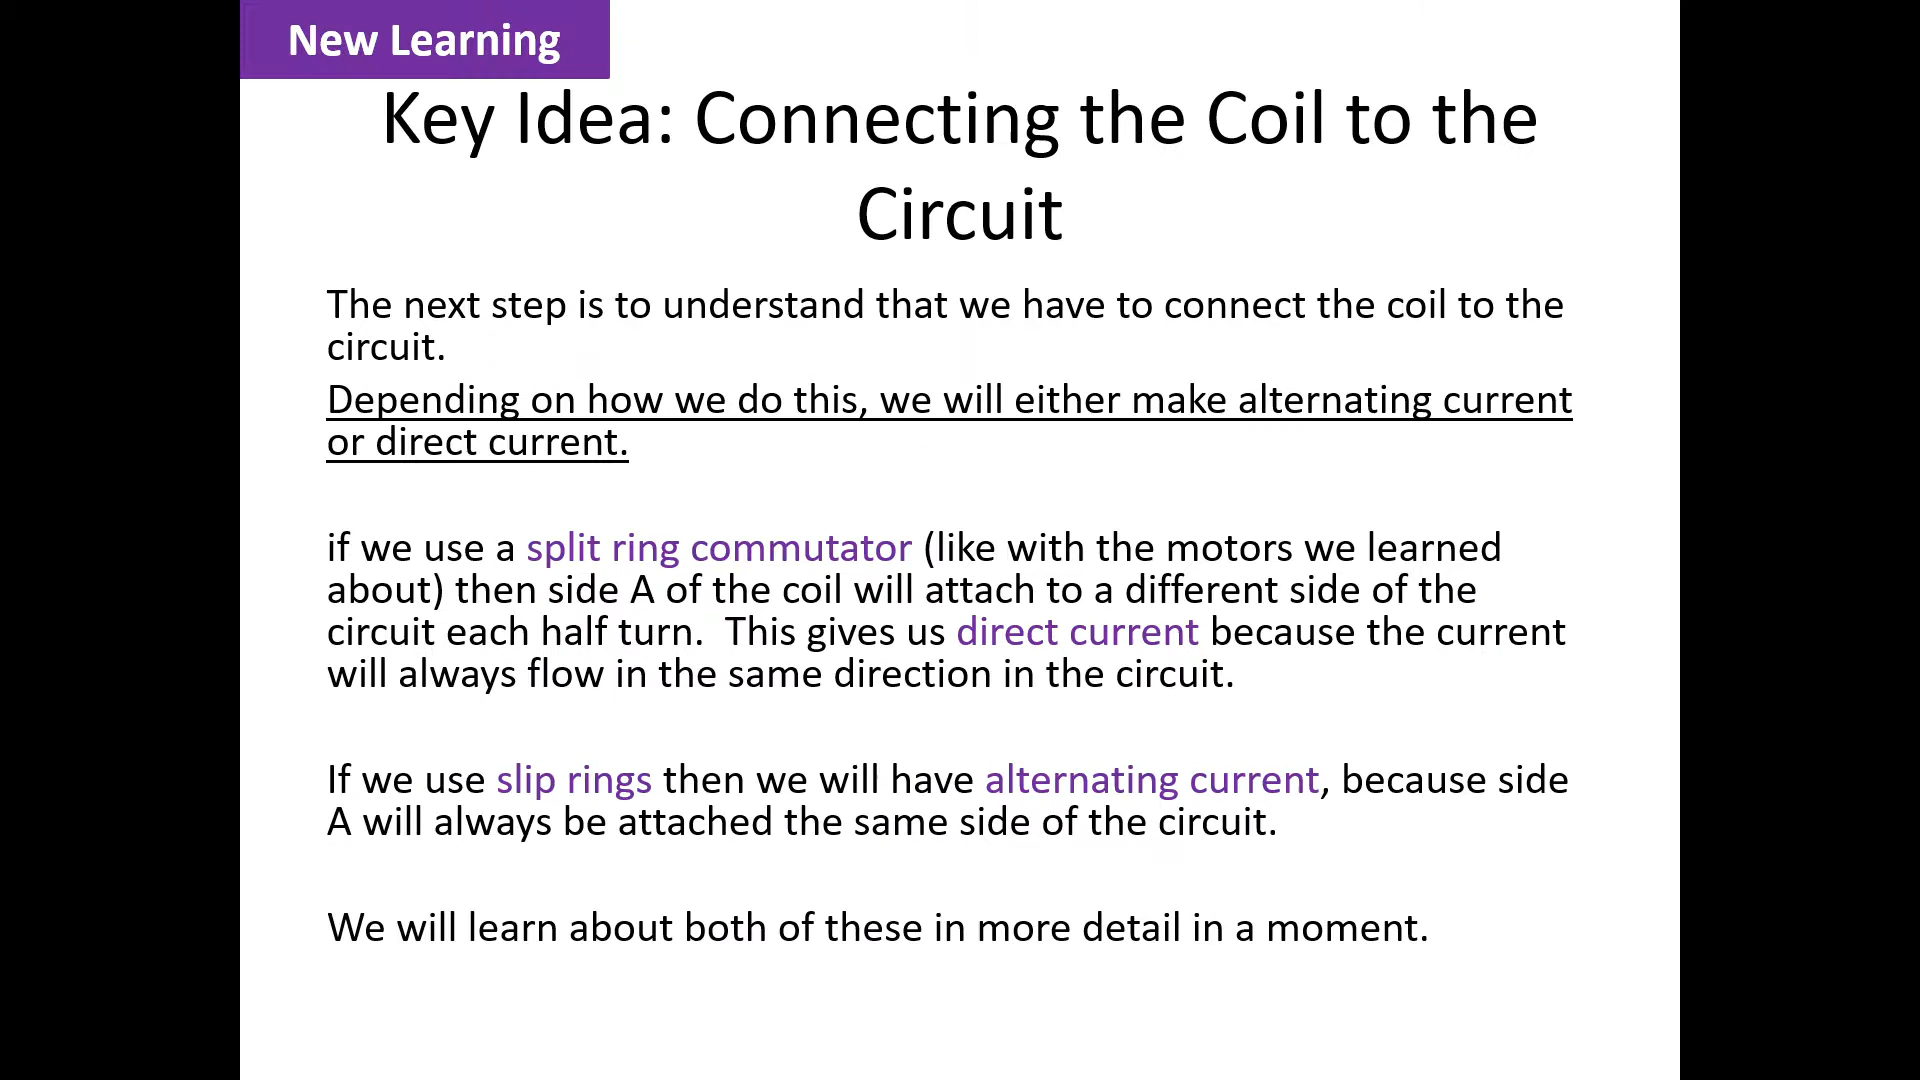 New Learning
Key Idea: Connecting the Coil to the
Circuit
The next step is to understand that we have to connect the coil to the
circuit.
Depending on how we do this, we will either make alternating current
or direct current.
if we use a split ring commutator (like with the motors we learned
about) then side A of the coil will attach to a different side of the
circuit each half turn.  This gives us direct current because the current
will always flow in the same direction in the circuit.
If we use slip rings then we will have alternating current, because side
A will always be attached the same side of the circuit.
We will learn about both of these in more detail in a moment.